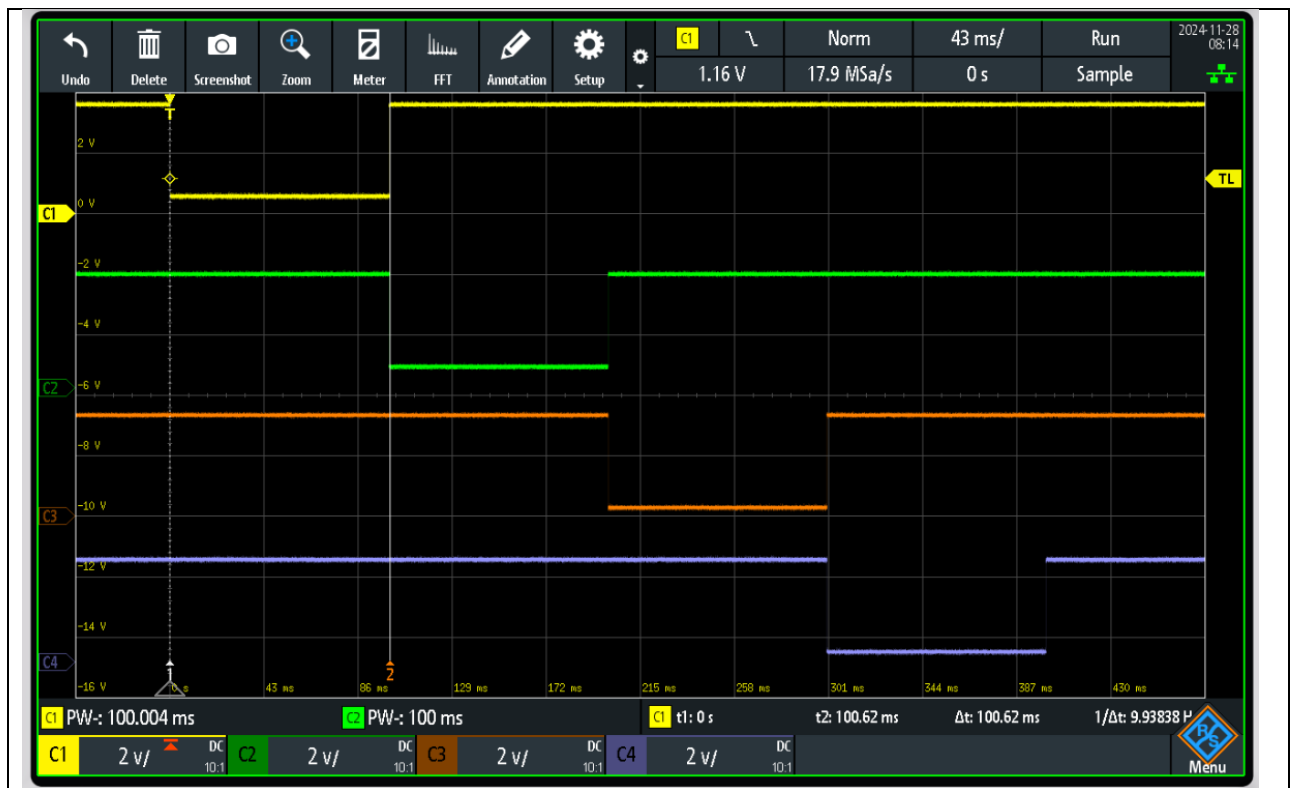 Undo Delete Screenshot Zoom Meter FFT Annotation Setup
C1 Norm 43 ms/ Run
1.16 V 17.9 MSa/s 0 s Sample
2024-11-28
08:14
T
2 V
TL
C1 0 V
-2 V
-4 V
C2 -6 V
-8 V
C3 -10 V
-12 V
-14 V
C4
1 2
-16 V 0 s 43 ms 86 ms 129 ms 172 ms 215 ms 258 ms 301 ms 344 ms 387 ms 430 ms
C1 PW-: 100.004 ms C2 PW-: 100 ms C1 t1: 0 s t2: 100.62 ms Δt: 100.62 ms 1/Δt: 9.93838 H
C1 2 V/ DC 10:1 C2 2 V/ DC 10:1 C3 2 V/ DC 10:1 C4 2 V/ DC 10:1
R&S
Menu